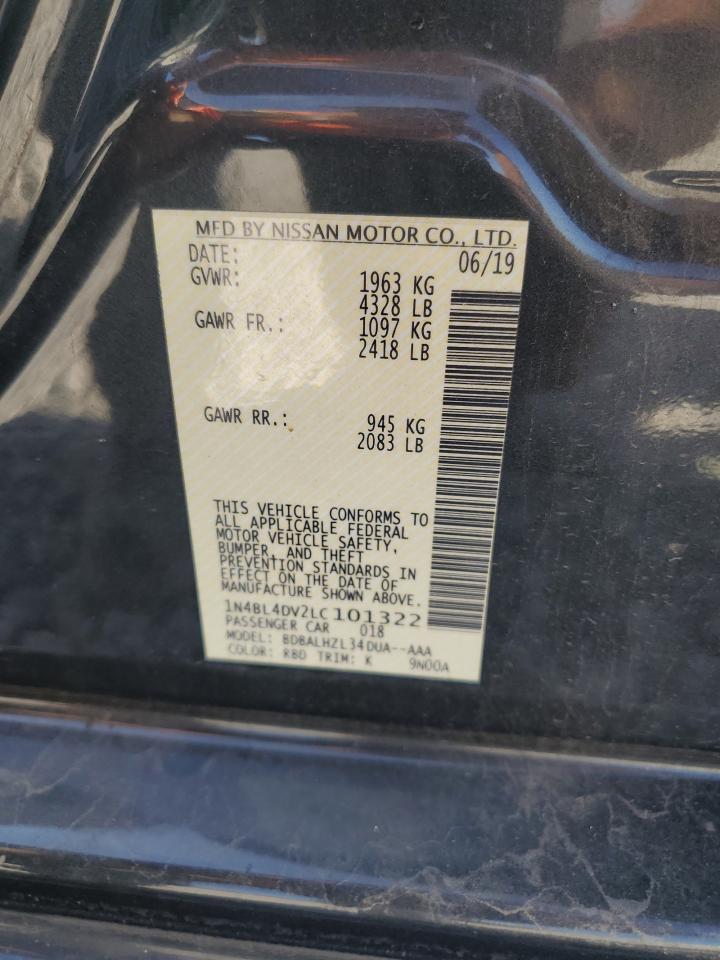 MFD BY NISSAN MOTOR CO., LTD.
DATE: 06/19
GVWR: 1963 KG
4328 LB
GAWR FR.: 1097 KG
2418 LB
GAWR RR.: 945 KG
2083 LB
THIS VEHICLE CONFORMS TO
ALL APPLICABLE FEDERAL
MOTOR VEHICLE SAFETY,
BUMPER, AND THEFT
PREVENTION STANDARDS IN
EFFECT ON THE DATE OF
MANUFACTURE SHOWN ABOVE.
1N4BL4DV2LC101322
PASSENGER CAR 018
MODEL: BDBALHZL34DUA--AAA
COLOR: RBD TRIM: K 9N00A